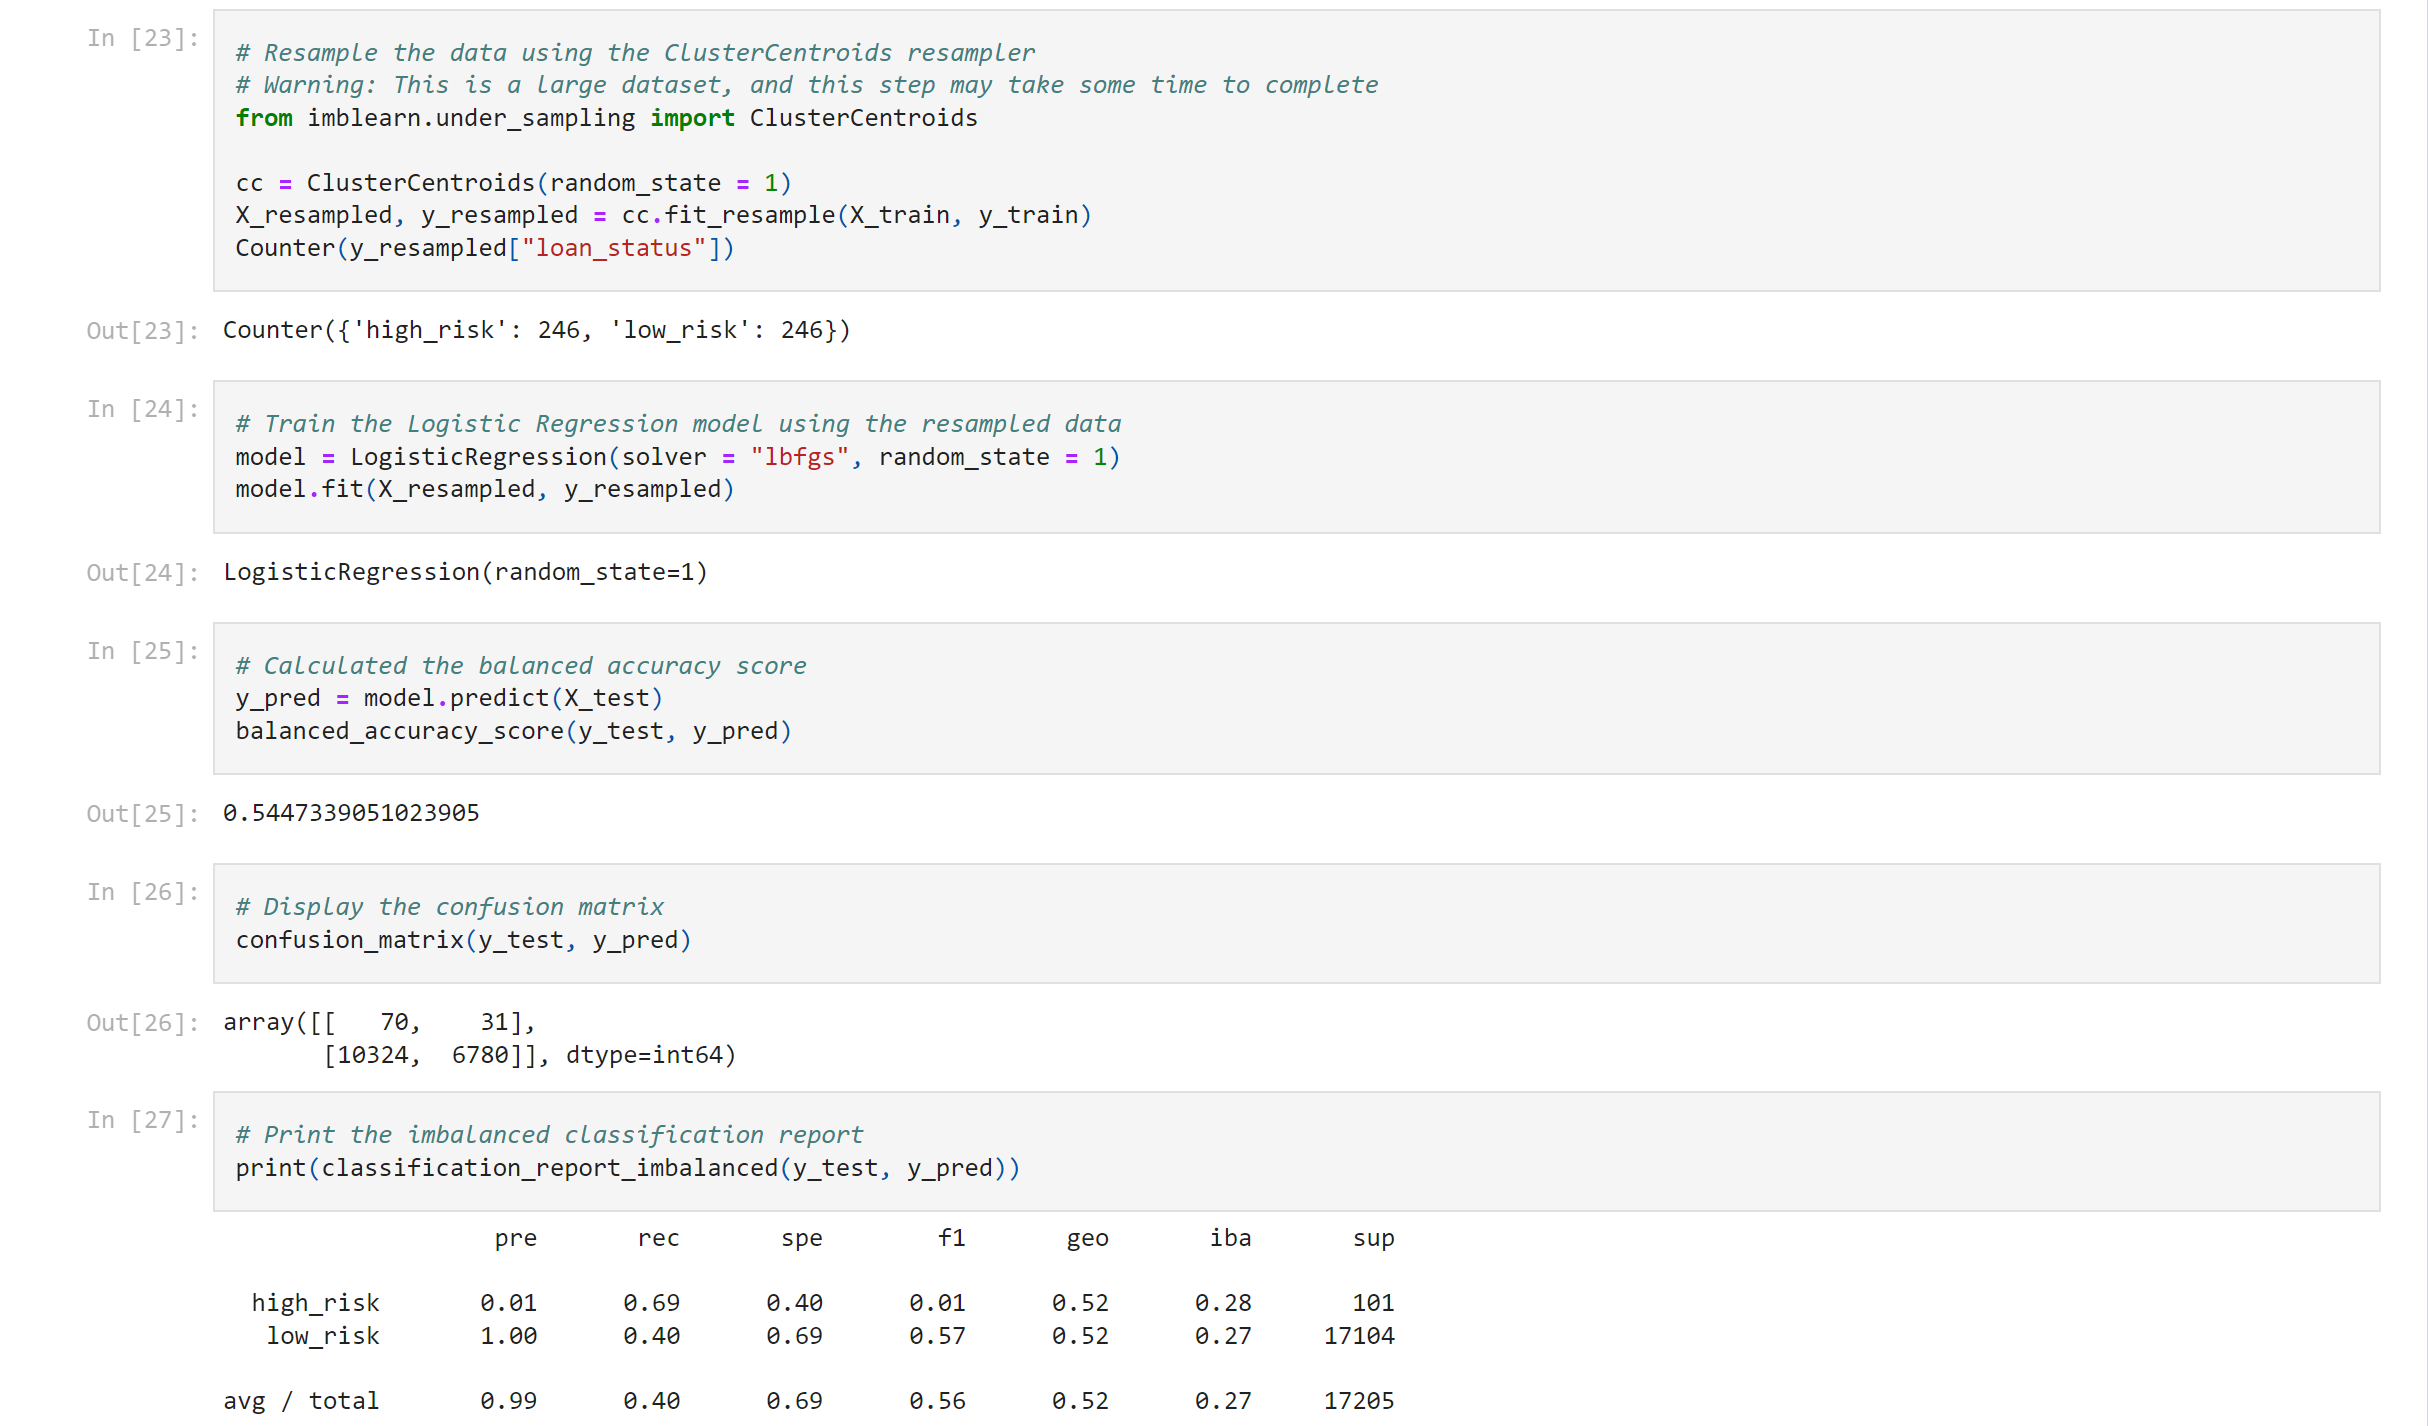 In [23]:
# Resample the data using the ClusterCentroids resampler
# Warning: This is a large dataset, and this step may take some time to complete
from imblearn.under_sampling import ClusterCentroids
cc = ClusterCentroids(random_state = 1)
X_resampled, y_resampled = cc.fit_resample(X_train, y_train)
Counter(y_resampled["loan_status"])
Out[23]: Counter({'high_risk': 246, 'low_risk': 246})
In [24]:
# Train the Logistic Regression model using the resampled data
model = LogisticRegression(solver = "lbfgs", random_state = 1)
model.fit(X_resampled, y_resampled)
Out[24]: LogisticRegression(random_state=1)
In [25]:
# Calculated the balanced accuracy score
y_pred = model.predict(X_test)
balanced_accuracy_score(y_test, y_pred)
Out[25]: 0.5447339051023905
In [26]:
# Display the confusion matrix
confusion_matrix(y_test, y_pred)
Out[26]: array([[   70,    31],
       [10324,  6780]], dtype=int64)
In [27]:
# Print the imbalanced classification report
print(classification_report_imbalanced(y_test, y_pred))
pre rec spe f1 geo iba sup
high_risk 0.01 0.69 0.40 0.01 0.52 0.28 101
low_risk 1.00 0.40 0.69 0.57 0.52 0.27 17104
avg / total 0.99 0.40 0.69 0.56 0.52 0.27 17205